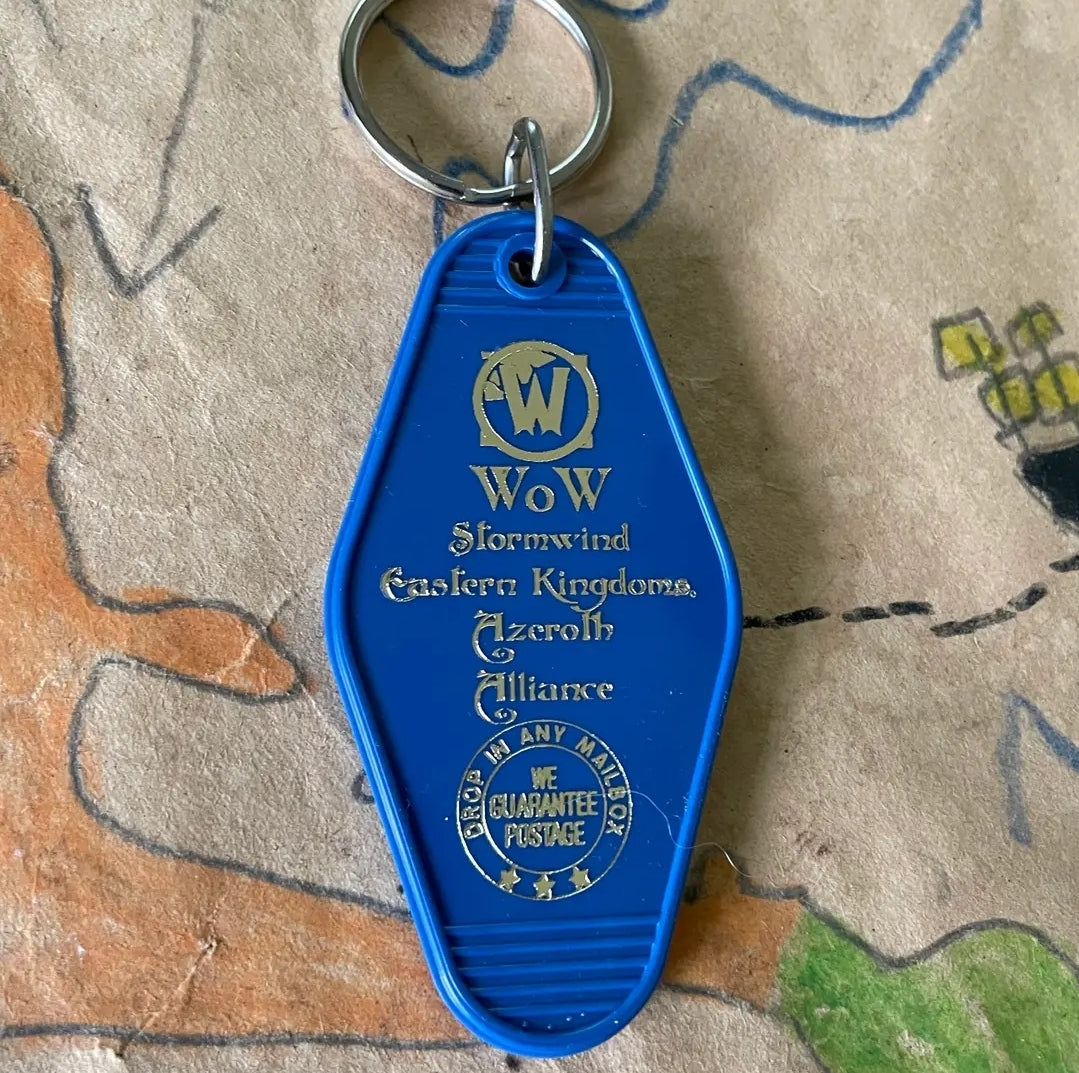 W
WoW
Stormwind
Eastern Kingdoms,
Azeroth
Alliance
DROP IN ANY MAILBOX
WE
GUARANTEE
POSTAGE